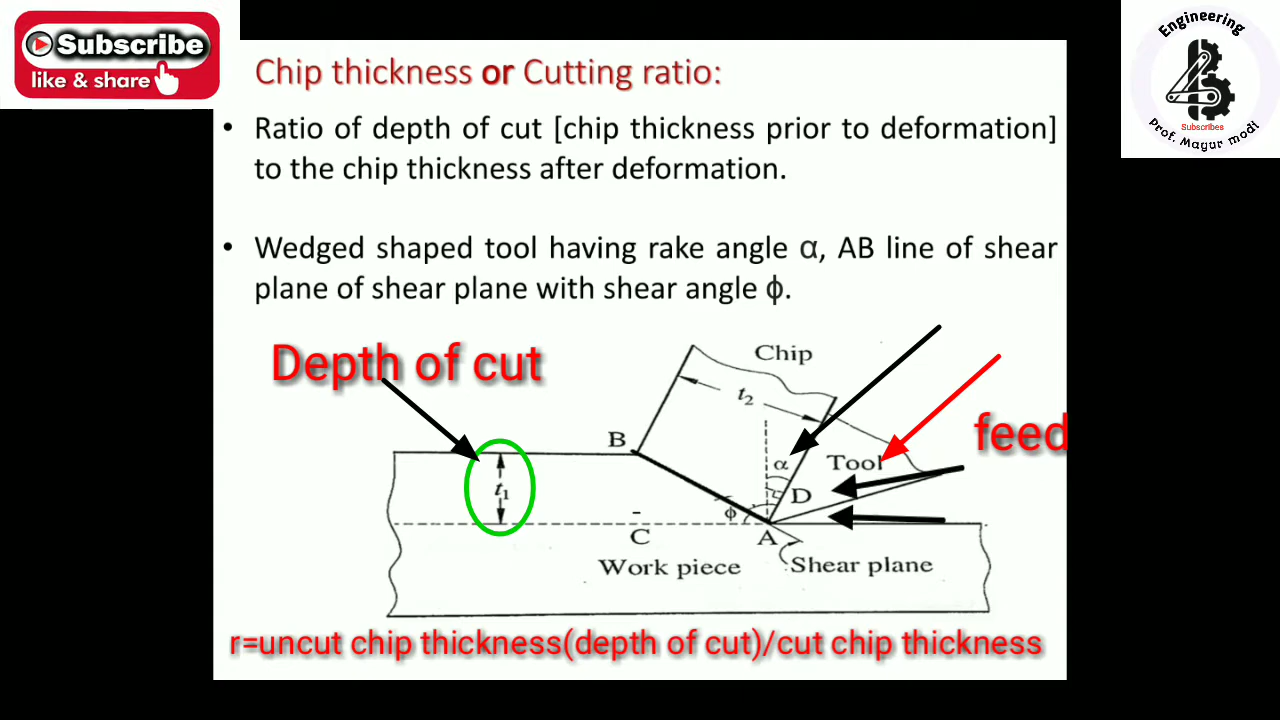 Subscribe
like & share
Engineering
Subscribes
Prof. Mayur modi
Chip thickness or Cutting ratio:
• Ratio of depth of cut [chip thickness prior to deformation]
to the chip thickness after deformation.
• Wedged shaped tool having rake angle α, AB line of shear
plane of shear plane with shear angle ϕ.
Depth of cut
Chip
t₂
feed
B
α
Tool
t₁
D
ϕ
C
A
Work piece
Shear plane
r=uncut chip thickness(depth of cut)/cut chip thickness